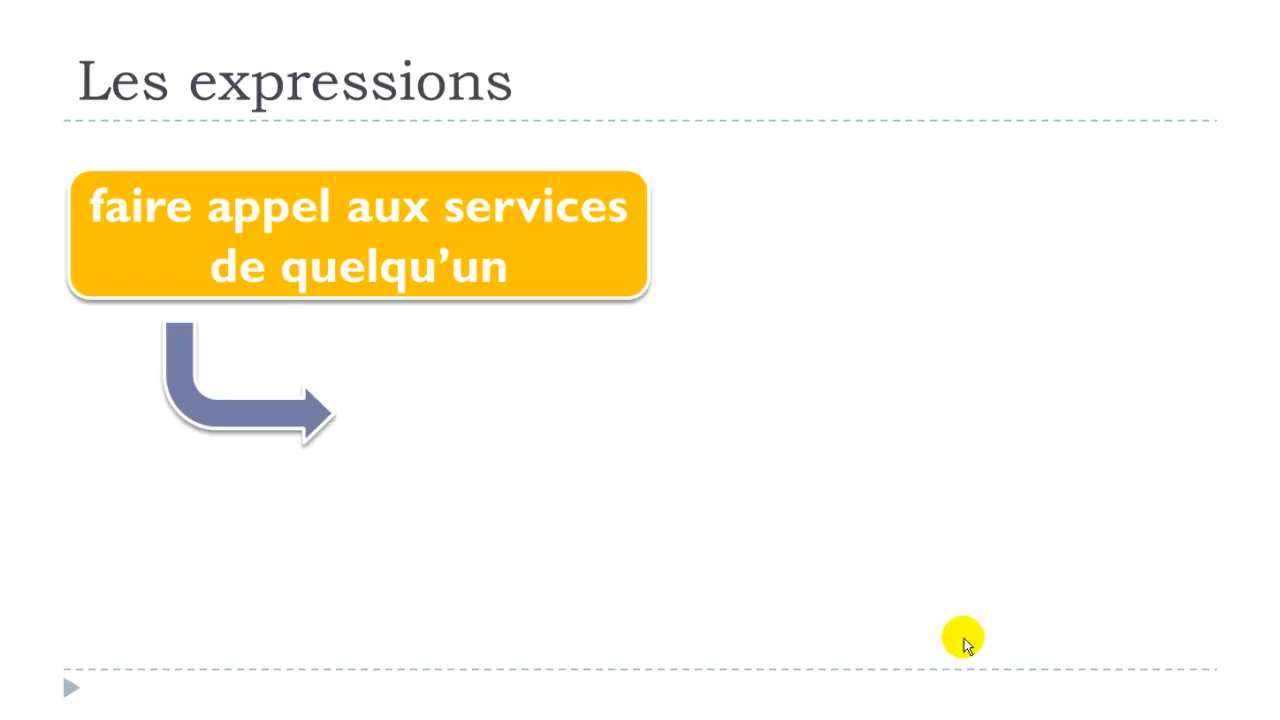 Les expressions
faire appel aux services
de quelqu’un